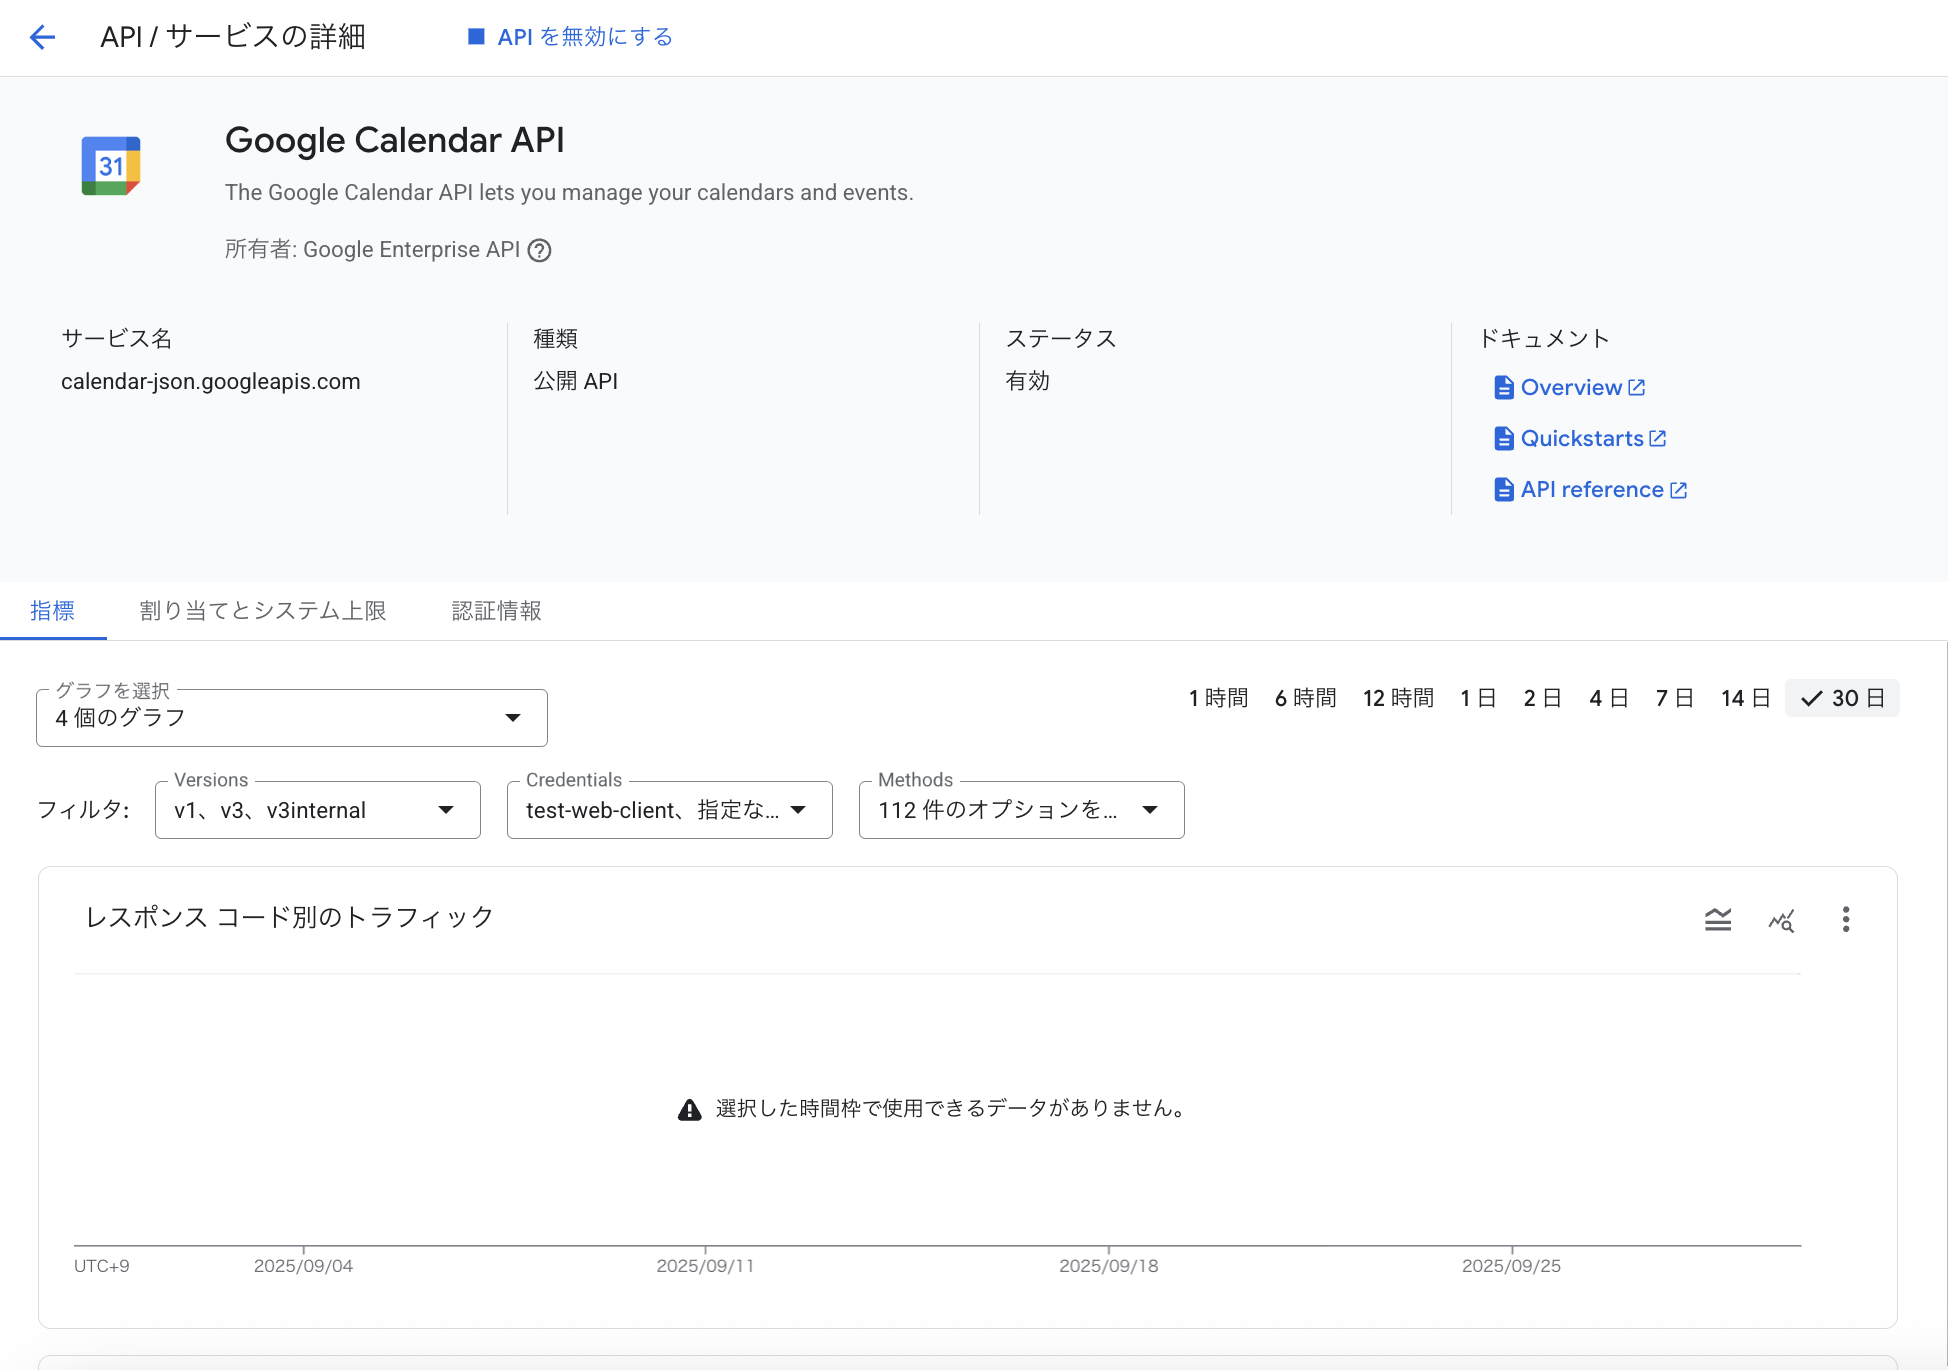 API / サービスの詳細
API を無効にする
31
Google Calendar API
The Google Calendar API lets you manage your calendars and events.
所有者: Google Enterprise API
サービス名
calendar-json.googleapis.com
種類
公開 API
ステータス
有効
ドキュメント
Overview
Quickstarts
API reference
指標
割り当てとシステム上限
認証情報
グラフを選択
4 個のグラフ
1 時間
6 時間
12 時間
1 日
2 日
4 日
7 日
14 日
30 日
フィルタ:
Versions
v1、v3、v3internal
Credentials
test-web-client、指定な...
Methods
112 件のオプションを...
レスポンス コード別のトラフィック
選択した時間枠で使用できるデータがありません。
UTC+9
2025/09/04
2025/09/11
2025/09/18
2025/09/25